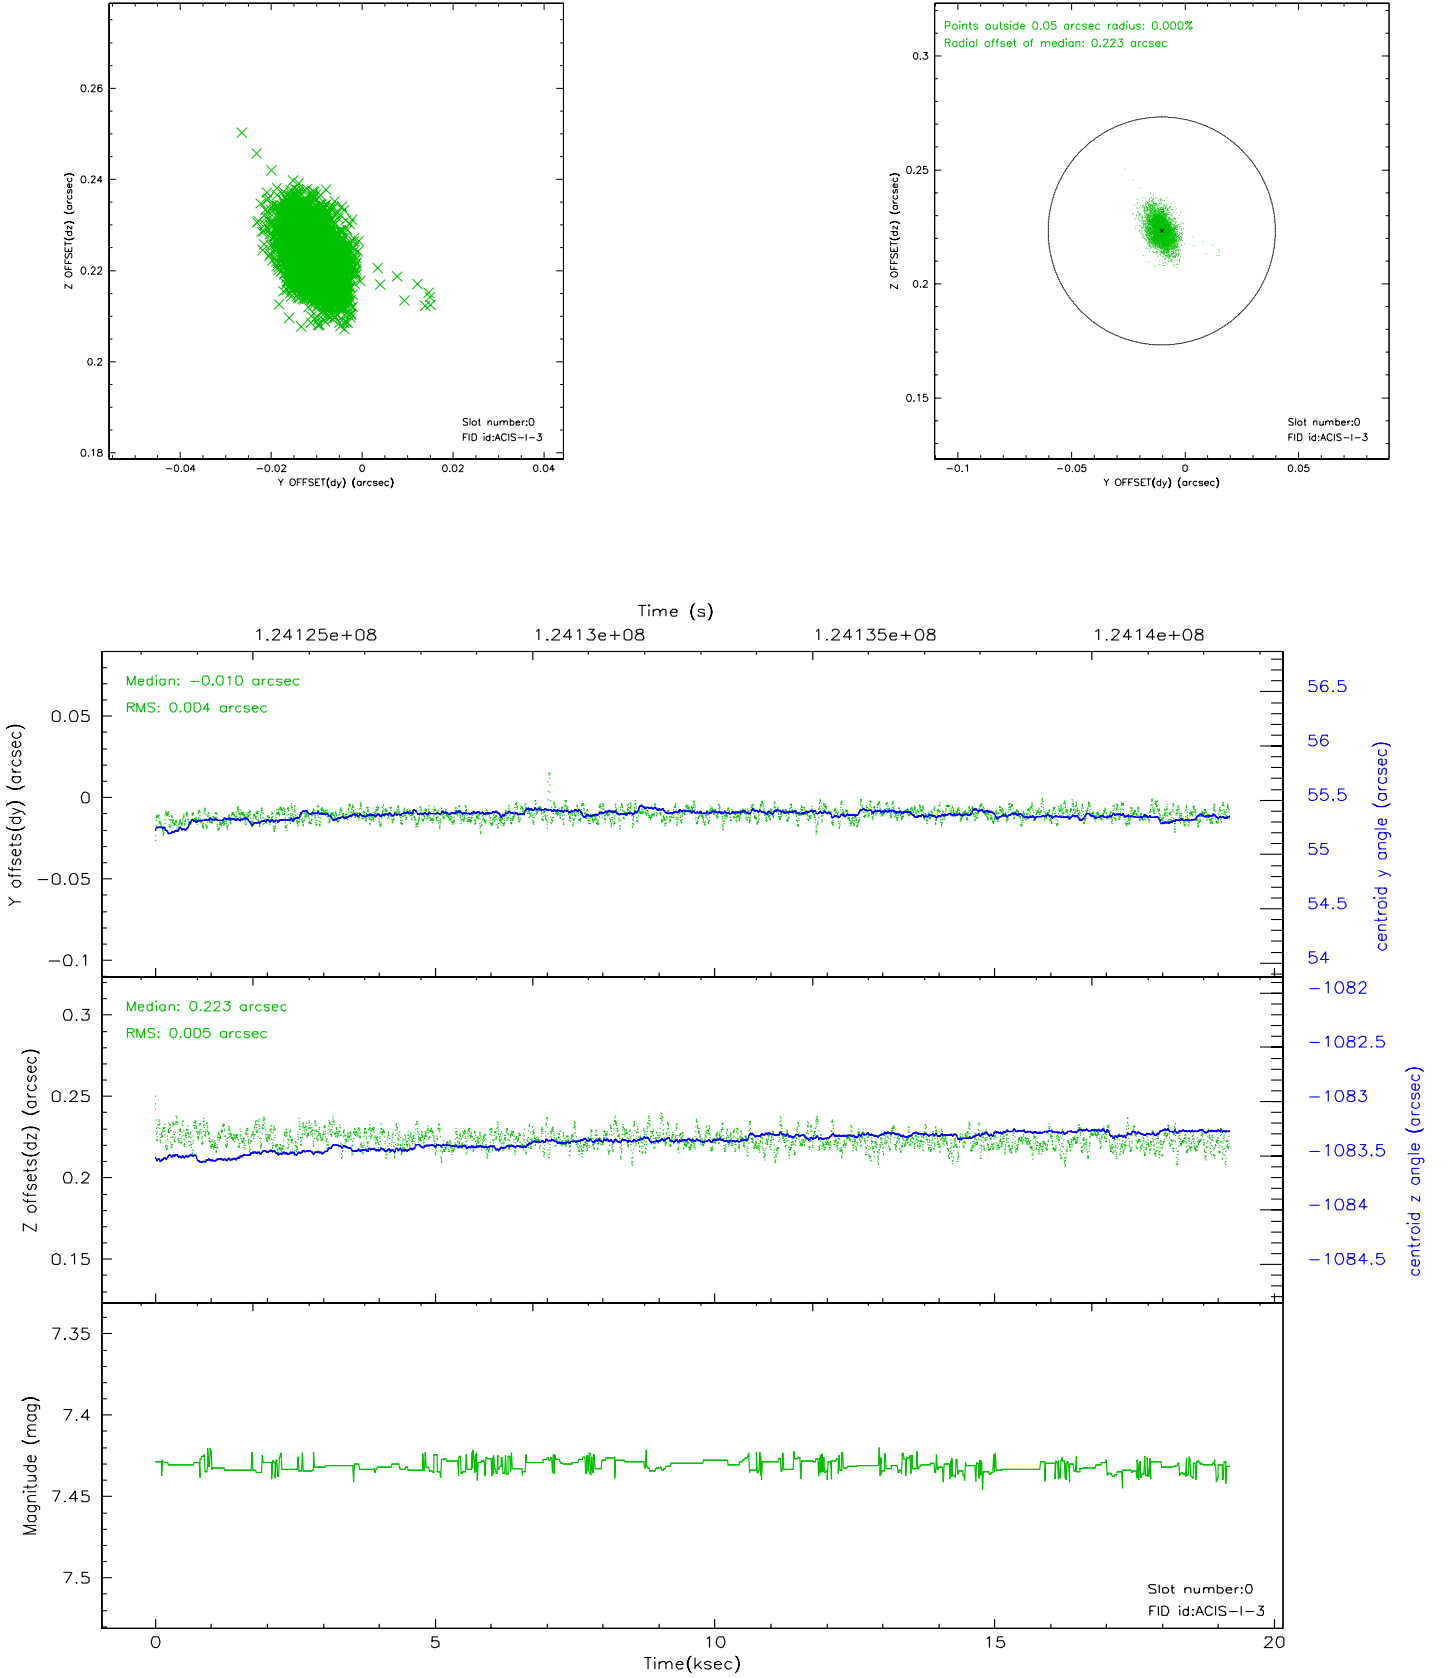 0.26
0.24
0.22
0.2
0.18
Z OFFSET(dz) (arcsec)
−0.04
−0.02
0
0.02
0.04
Y OFFSET(dy) (arcsec)
Slot number:0
FID id:ACIS−I−3
Points outside 0.05 arcsec radius: 0.000%
Radial offset of median: 0.223 arcsec
0.3
0.25
0.2
0.15
Z OFFSET(dz) (arcsec)
−0.1
−0.05
0
0.05
Y OFFSET(dy) (arcsec)
Slot number:0
FID id:ACIS−I−3
Time (s)
1.24125e+08
1.2413e+08
1.24135e+08
1.2414e+08
Median: −0.010 arcsec
RMS: 0.004 arcsec
0.05
0
−0.05
−0.1
Y offsets(dy) (arcsec)
56.5
56
55.5
55
54.5
54
centroid y angle (arcsec)
Median: 0.223 arcsec
RMS: 0.005 arcsec
0.3
0.25
0.2
0.15
Z offsets(dz) (arcsec)
−1082
−1082.5
−1083
−1083.5
−1084
−1084.5
centroid z angle (arcsec)
7.35
7.4
7.45
7.5
Magnitude (mag)
Slot number:0
FID id:ACIS−I−3
0
5
10
15
20
Time(ksec)